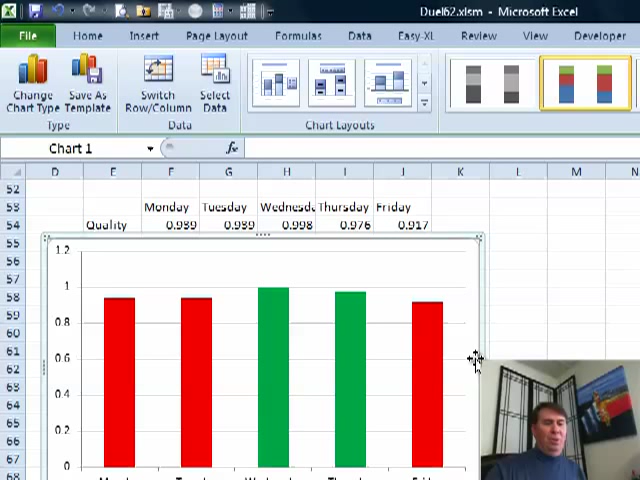 Duel62.xlsm - Microsoft Excel
File Home Insert Page Layout Formulas Data Easy-XL Review View Developer
Change Chart Type Save As Template Switch Row/Column Select Data
Type Data Chart Layouts
Chart 1 fx
D E F G H I J K L M N
52
53 Monday Tuesday Wednesda Thursday Friday
54 Quality 0.939 0.939 0.998 0.976 0.917
55
56
57
58
59
60
61
62
63
64
65
66
67
68
1.2
1
0.8
0.6
0.4
0.2
0